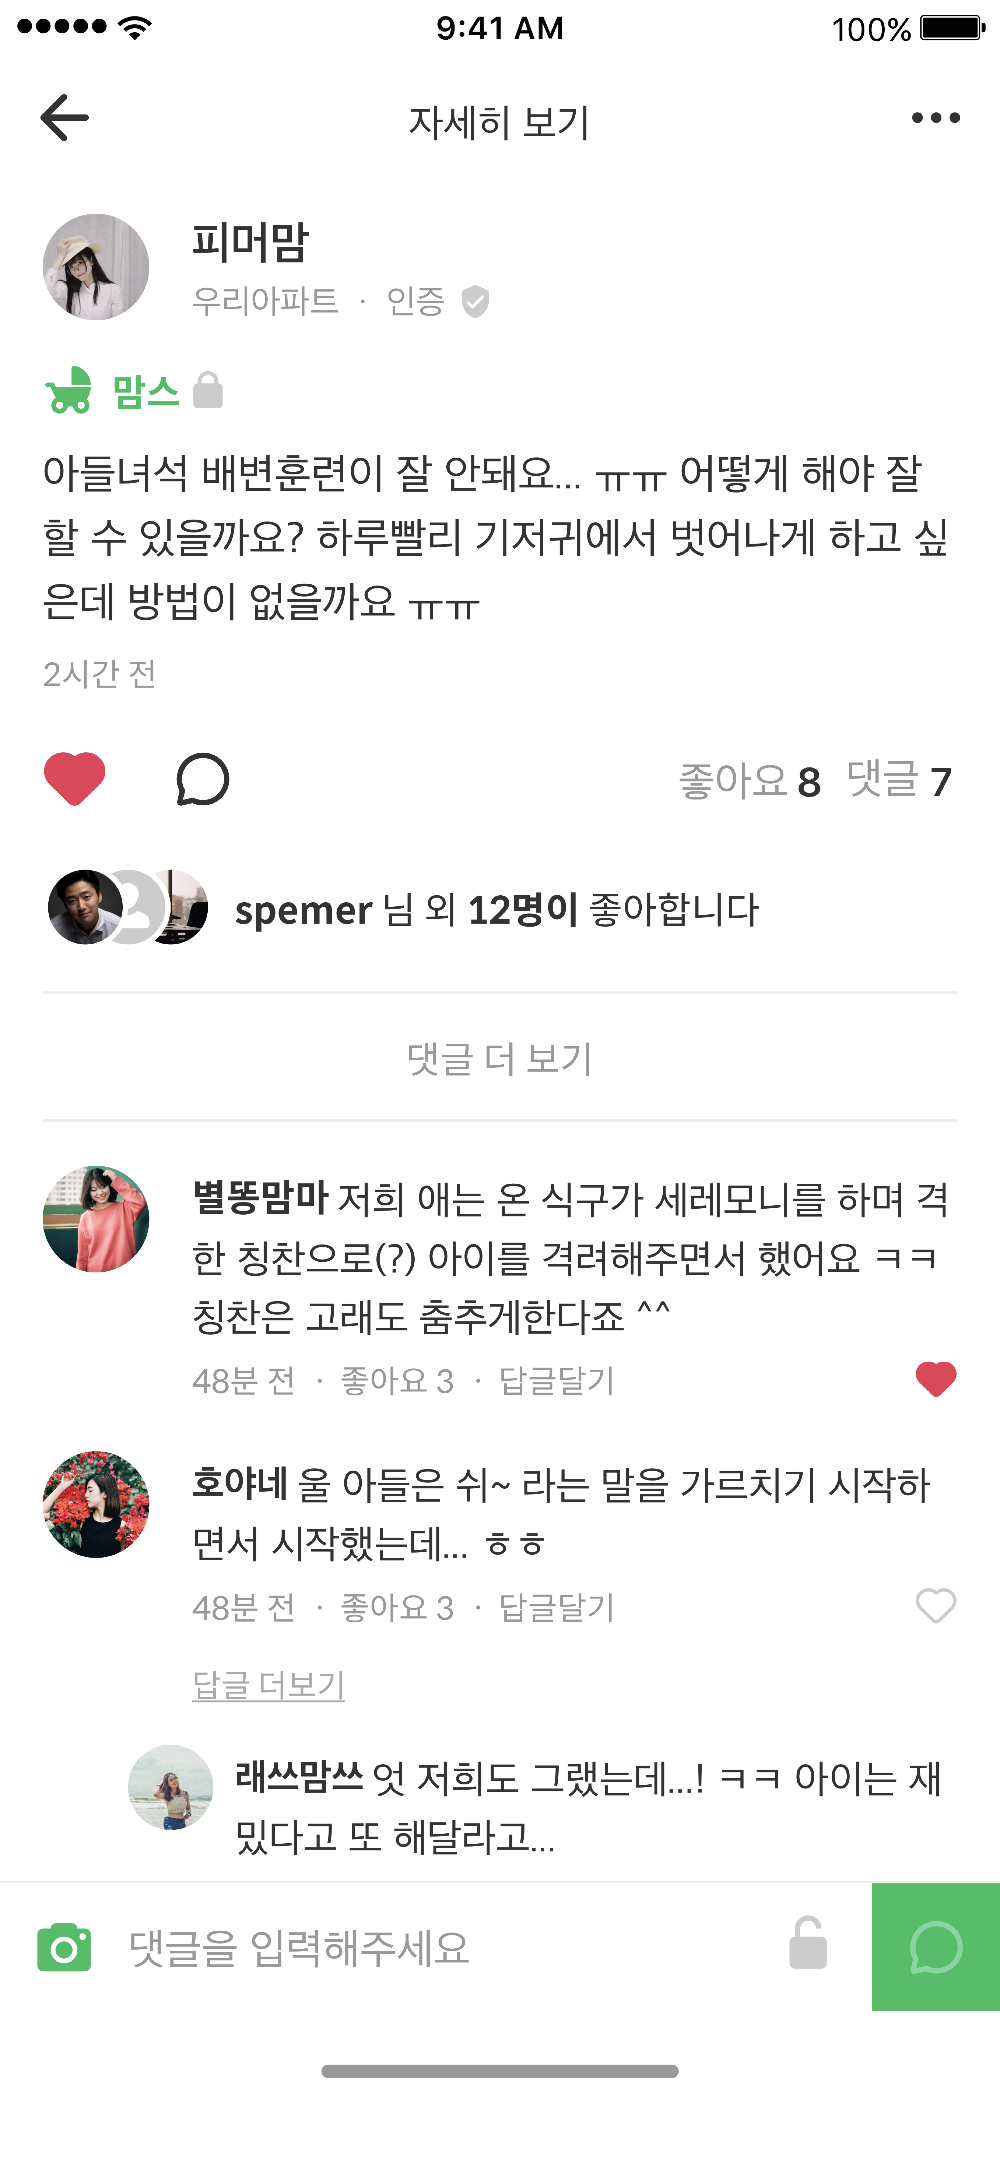 9:41 AM
100%
자세히 보기
피머맘
우리아파트 · 인증
맘스
아들녀석 배변훈련이 잘 안돼요... ㅠㅠ 어떻게 해야 잘
할 수 있을까요? 하루빨리 기저귀에서 벗어나게 하고 싶
은데 방법이 없을까요 ㅠㅠ
2시간 전
좋아요 8 댓글 7
spemer 님 외 12명이 좋아합니다
댓글 더 보기
별똥맘마 저희 애는 온 식구가 세레모니를 하며 격
한 칭찬으로(?) 아이를 격려해주면서 했어요 ㅋㅋ
칭찬은 고래도 춤추게한다죠 ^^
48분 전 · 좋아요 3 · 답글달기
호야네 울 아들은 쉬~ 라는 말을 가르치기 시작하
면서 시작했는데... ㅎㅎ
48분 전 · 좋아요 3 · 답글달기
답글 더보기
래쓰맘쓰 엇 저희도 그랬는데...! ㅋㅋ 아이는 재
밌다고 또 해달라고...
댓글을 입력해주세요